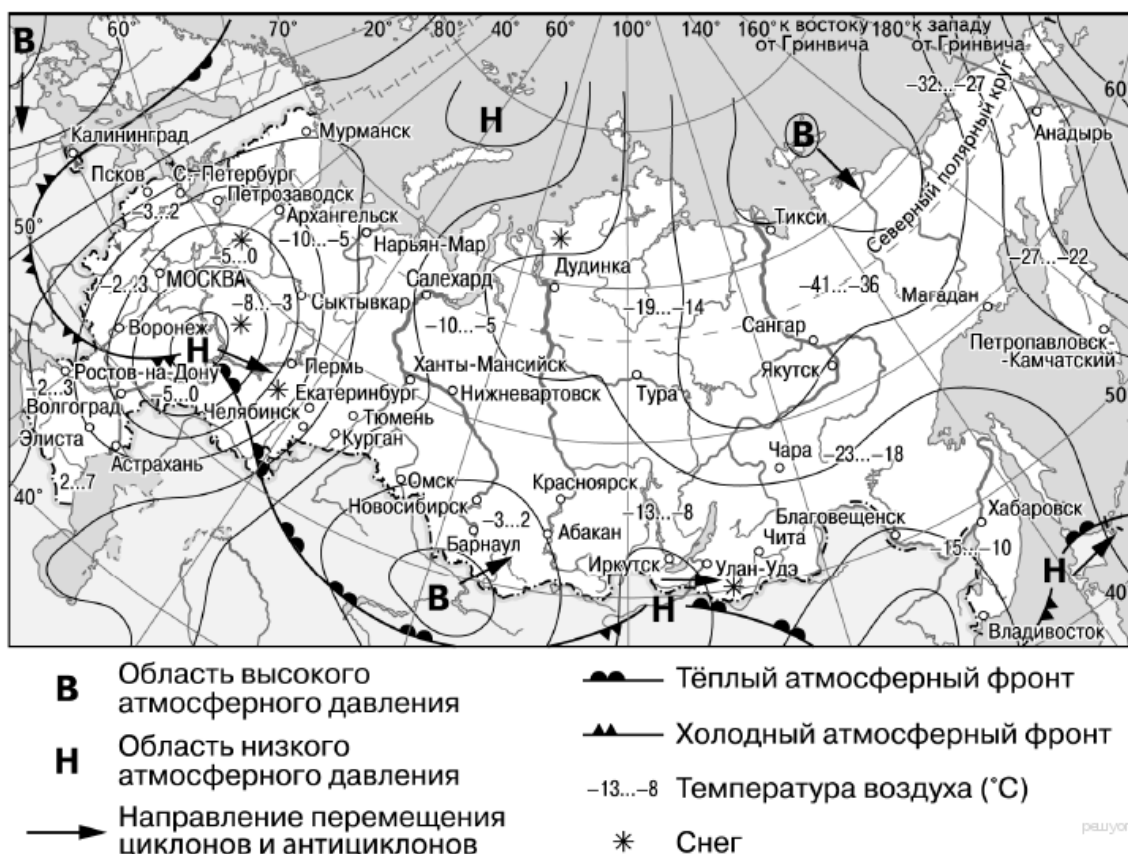 60° 70° 20° 40 60 80 100 120 140 160° к востоку 180° к западу
от Гринвича от Гринвича
В
−32...−27
60
Н
В
Мурманск
Анадырь
Калининград
Северный полярный круг
Псков С.-Петербург
Петрозаводск
−3...2
Архангельск
Тикси
50°
−10...−5
Нарьян-Мар
−5...0
Дудинка
−27...−22
МОСКВА
−2...3
Салехард
−41...−36
−8...−3
Сыктывкар
−19...−14
Магадан
−10...−5
Воронеж
Сангар
Н
Петропавловск-
Камчатский
Пермь
Ханты-Мансийск
Якутск
Ростов-на-Дону
Екатеринбург
Нижневартовск
Тура
−2...3
−5...0
50
Волгоград
Челябинск
Тюмень
Элиста
Курган
Чара
−23...−18
Астрахань
2...7
Омск
Красноярск
40°
Новосибирск
−13...−8
Хабаровск
−3...2
Абакан
Благовещенск
Барнаул
Чита
−15...−10
Иркутск
Улан-Удэ
Н
В
Н
40
Владивосток
В Область высокого
атмосферного давления
Н Область низкого
атмосферного давления
Направление перемещения
циклонов и антициклонов
Тёплый атмосферный фронт
Холодный атмосферный фронт
−13...−8 Температура воздуха (°С)
Снег